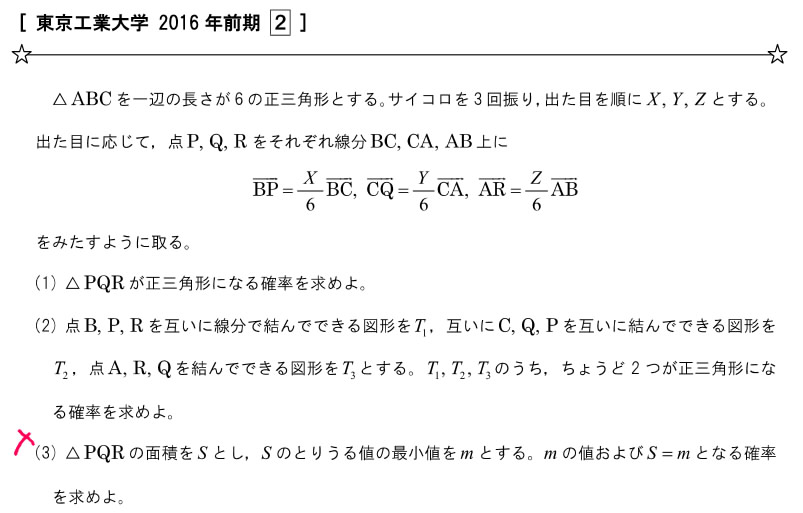 [ 東京工業大学 2016 年前期 2 ]
△ ABC を一辺の長さが 6 の正三角形とする。サイコロを 3 回振り，出た目を順に X, Y, Z とする。
出た目に応じて，点 P, Q, R をそれぞれ線分 BC, CA, AB 上に
$\overrightarrow{BP} = \frac{X}{6}\overrightarrow{BC}, \overrightarrow{CQ} = \frac{Y}{6}\overrightarrow{CA}, \overrightarrow{AR} = \frac{Z}{6}\overrightarrow{AB}$
をみたすように取る。
(1) △ PQR が正三角形になる確率を求めよ。
(2) 点 B, P, R を互いに線分で結んでできる図形を T₁，互いに C, Q, P を互いに結んでできる図形を
T₂，点 A, R, Q を結んでできる図形を T₃ とする。T₁, T₂, T₃ のうち，ちょうど 2 つが正三角形にな
る確率を求めよ。
(3) △ PQR の面積を S とし，S のとりうる値の最小値を m とする。m の値および S = m となる確率
を求めよ。